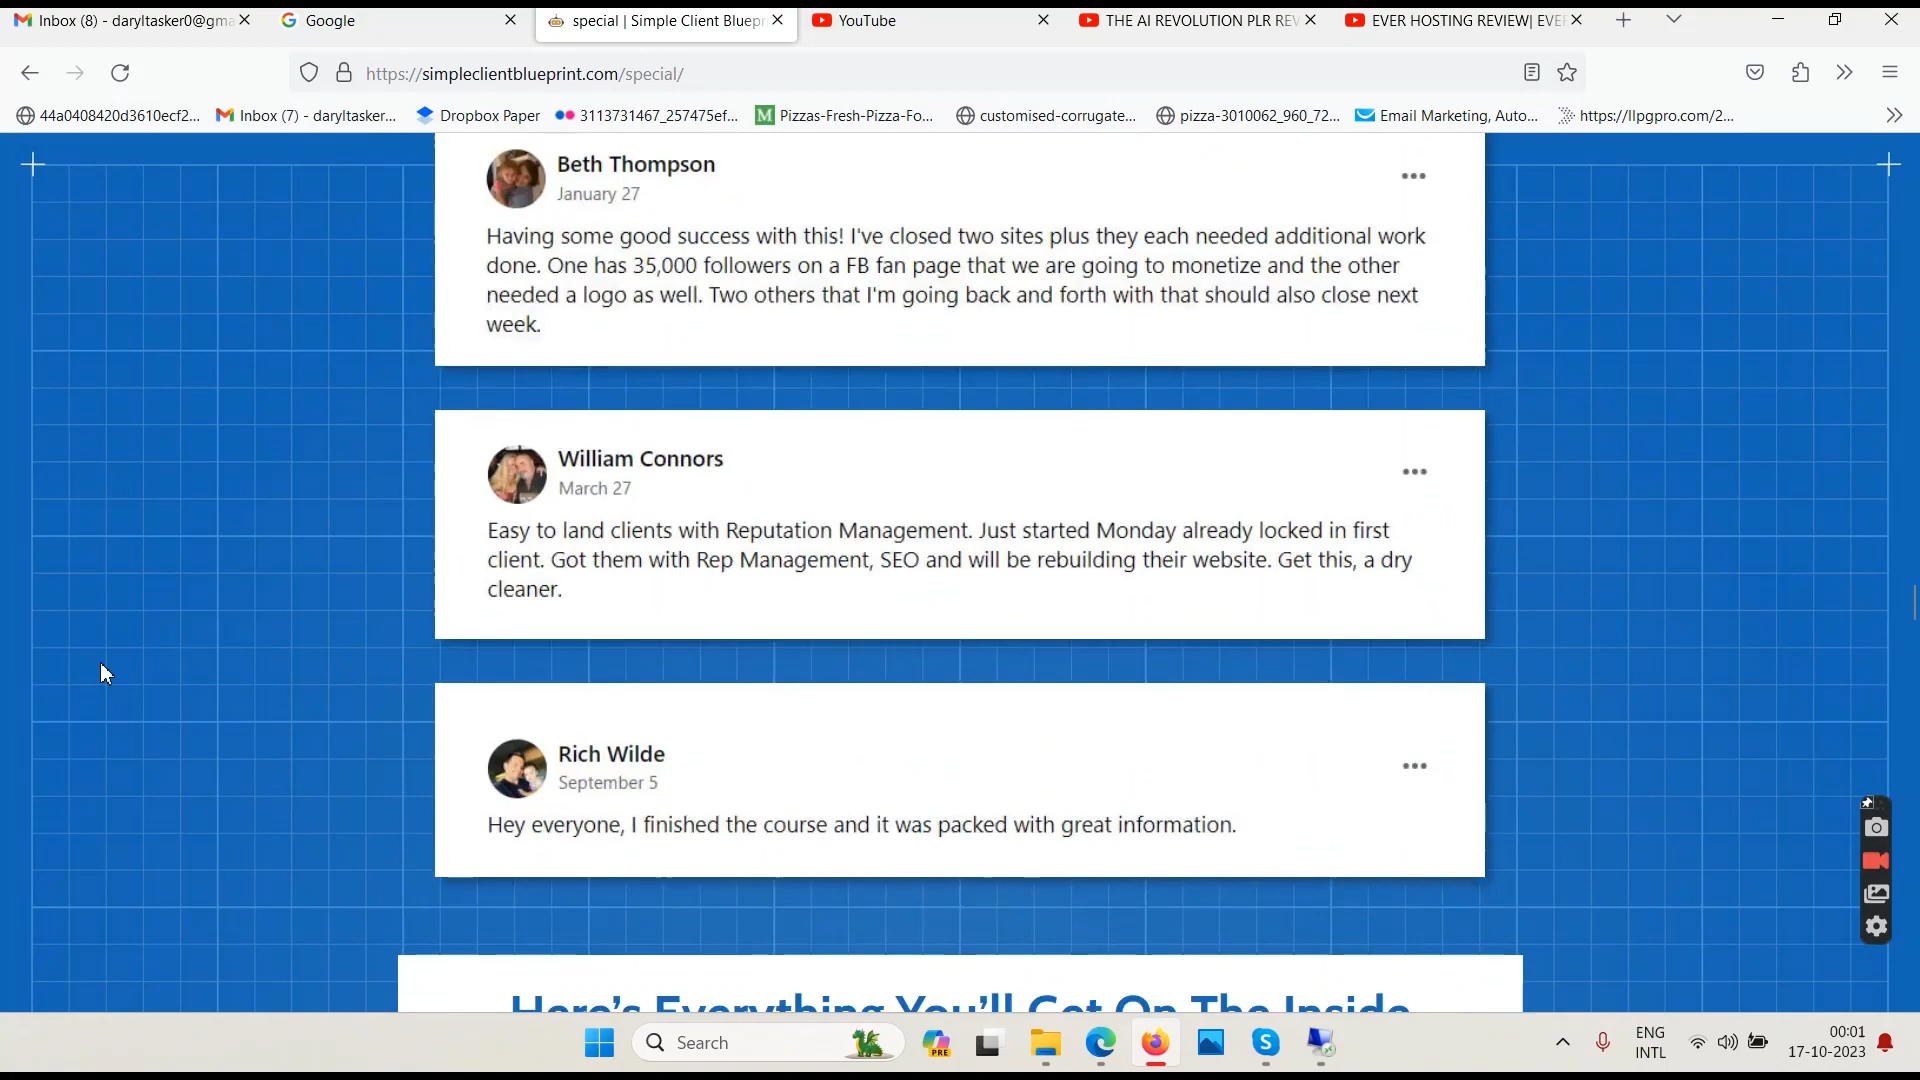 Inbox (8) - daryltasker0@gma
Google
special | Simple Client Bluepr
YouTube
THE AI REVOLUTION PLR REV
EVER HOSTING REVIEW| EVE
https://simpleclientblueprint.com/special/
44a0408420d3610ecf2...
Inbox (7) - daryltasker...
Dropbox Paper
3113731467_257475ef...
Pizzas-Fresh-Pizza-Fo...
customised-corrugate...
pizza-3010062_960_72...
Email Marketing, Auto...
https://llpgpro.com/2...
Beth Thompson
January 27
Having some good success with this! I've closed two sites plus they each needed additional work
done. One has 35,000 followers on a FB fan page that we are going to monetize and the other
needed a logo as well. Two others that I'm going back and forth with that should also close next
week.
William Connors
March 27
Easy to land clients with Reputation Management. Just started Monday already locked in first
client. Got them with Rep Management, SEO and will be rebuilding their website. Get this, a dry
cleaner.
Rich Wilde
September 5
Hey everyone, I finished the course and it was packed with great information.
Here's Everything You'll Get On The Inside
Search
PRE
ENG
INTL
00:01
17-10-2023